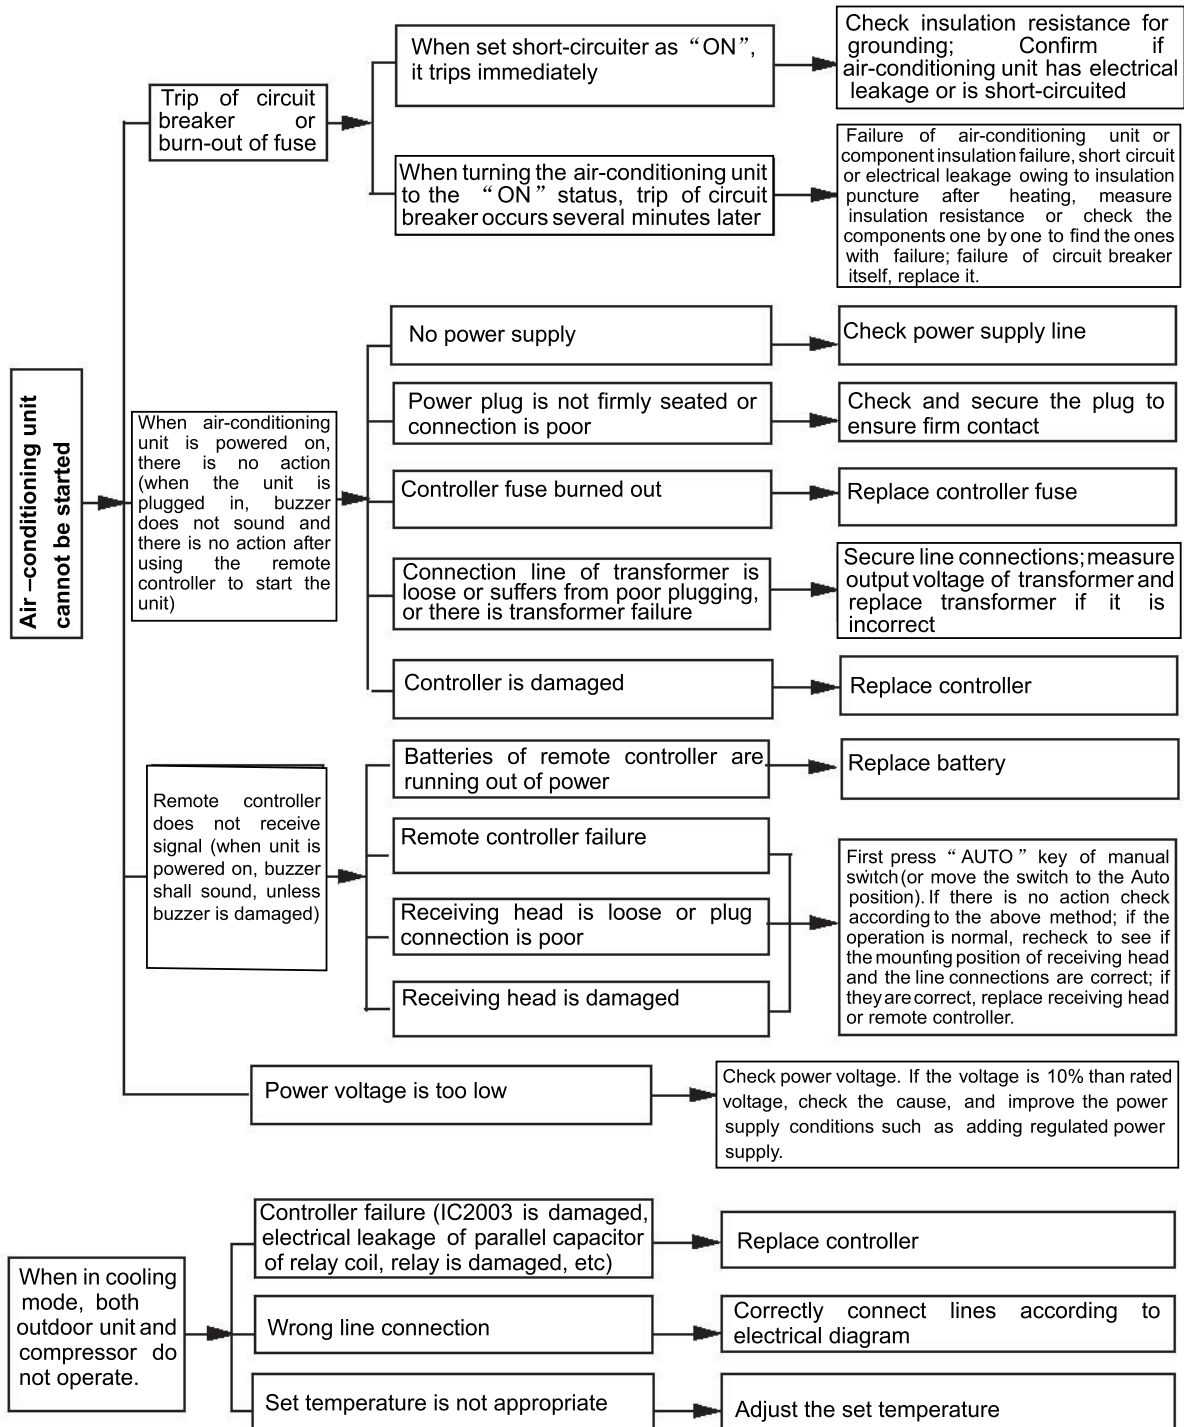 When set short-circuiter as “ON”,
it trips immediately
Check insulation resistance for
grounding; Confirm if
air-conditioning unit has electrical
leakage or is short-circuited
Trip of circuit
breaker or
burn-out of fuse
When turning the air-conditioning unit
to the “ON” status, trip of circuit
breaker occurs several minutes later
Failure of air-conditioning unit or
component insulation failure, short circuit
or electrical leakage owing to insulation
puncture after heating, measure
insulation resistance or check the
components one by one to find the ones
with failure; failure of circuit breaker
itself, replace it.
Air –conditioning unit
cannot be started
When air-conditioning
unit is powered on,
there is no action
(when the unit is
plugged in, buzzer
does not sound and
there is no action after
using the remote
controller to start the
unit)
No power supply
Check power supply line
Power plug is not firmly seated or
connection is poor
Check and secure the plug to
ensure firm contact
Controller fuse burned out
Replace controller fuse
Connection line of transformer is
loose or suffers from poor plugging,
or there is transformer failure
Secure line connections; measure
output voltage of transformer and
replace transformer if it is
incorrect
Controller is damaged
Replace controller
Remote controller
does not receive
signal (when unit is
powered on, buzzer
shall sound, unless
buzzer is damaged)
Batteries of remote controller are
running out of power
Replace battery
Remote controller failure
Receiving head is loose or plug
connection is poor
Receiving head is damaged
First press “AUTO” key of manual
switch (or move the switch to the Auto
position). If there is no action check
according to the above method; if the
operation is normal, recheck to see if
the mounting position of receiving head
and the line connections are correct; if
they are correct, replace receiving head
or remote controller.
Power voltage is too low
Check power voltage. If the voltage is 10% than rated
voltage, check the cause, and improve the power
supply conditions such as adding regulated power
supply.
When in cooling
mode, both
outdoor unit and
compressor do
not operate.
Controller failure (IC2003 is damaged,
electrical leakage of parallel capacitor
of relay coil, relay is damaged, etc)
Replace controller
Wrong line connection
Correctly connect lines according to
electrical diagram
Set temperature is not appropriate
Adjust the set temperature